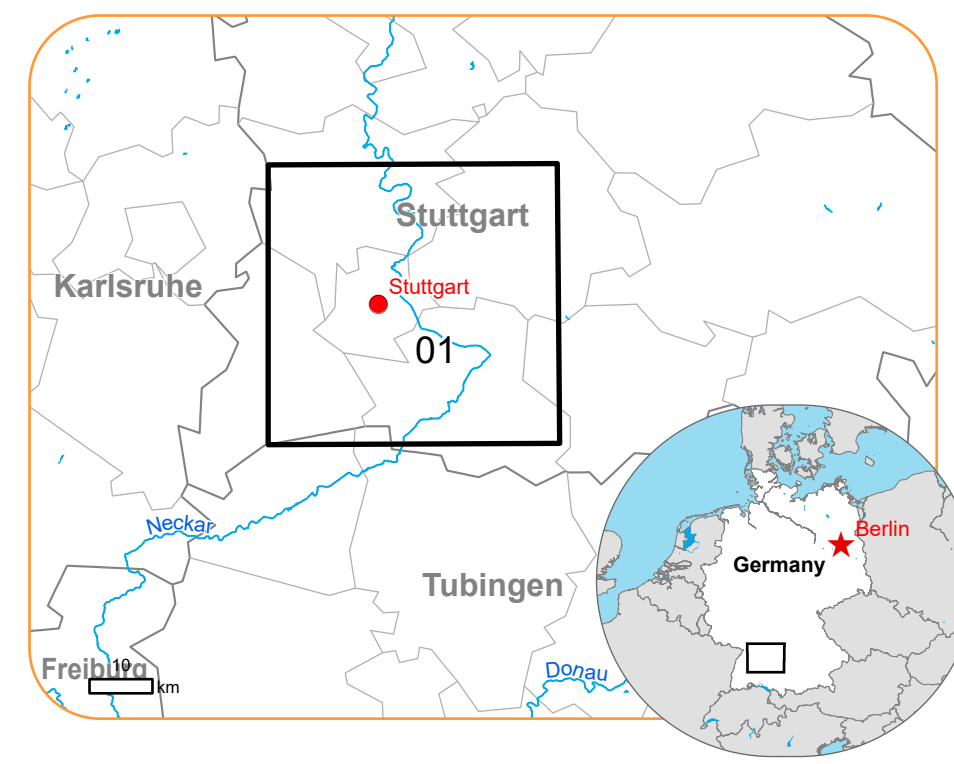 Stuttgart
Karlsruhe
Stuttgart
01
Neckar
Berlin
Germany
Tubingen
Freiburg
10
km
Donau